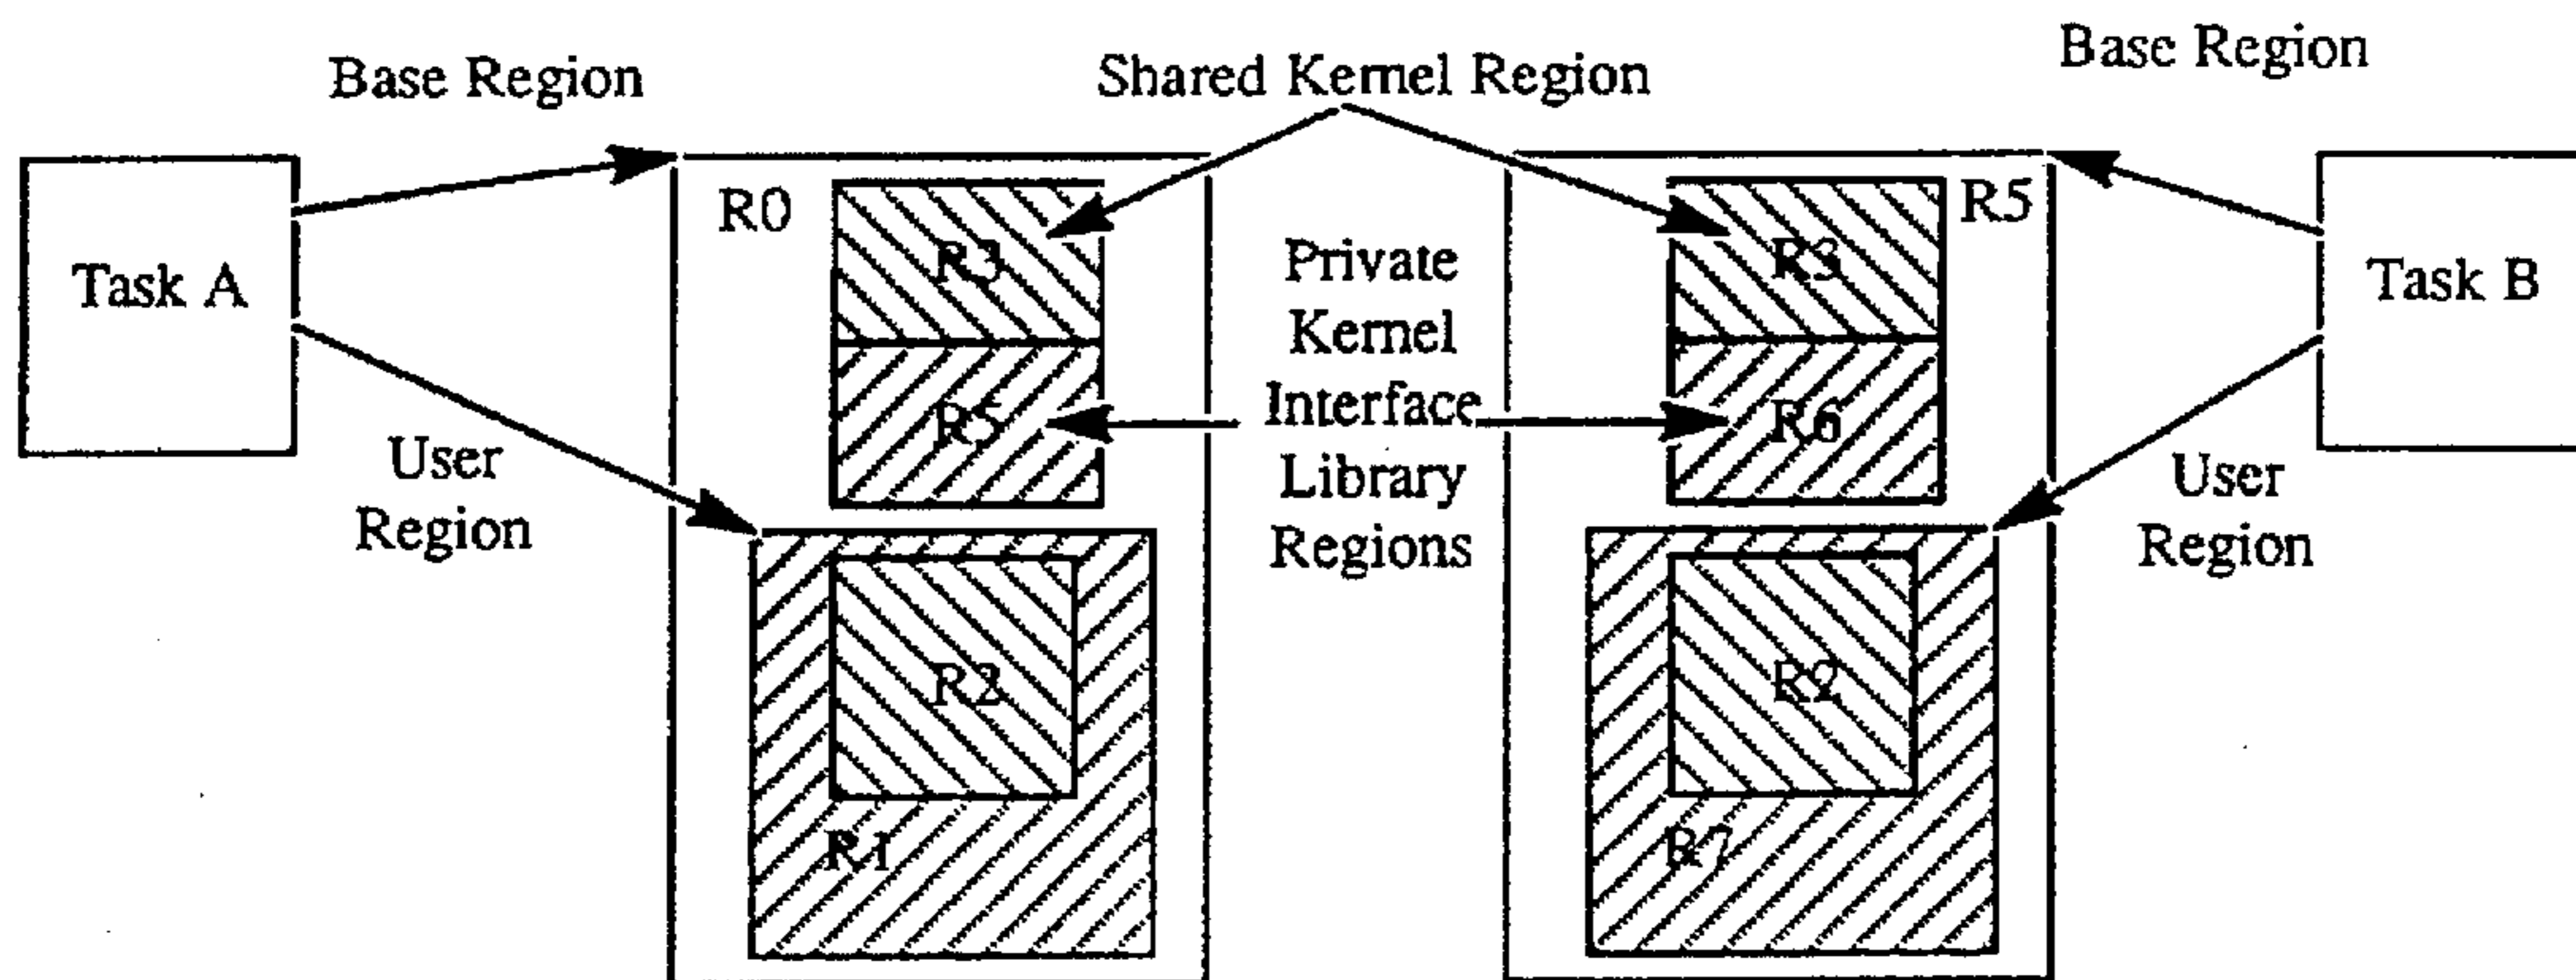 Base Region
Shared Kernel Region
Base Region
Task A
R0
R3
Private
Kernel
Interface
Library
Regions
R3
R5
Task B
R5
R6
User
Region
User
Region
R2
R2
R1
R7